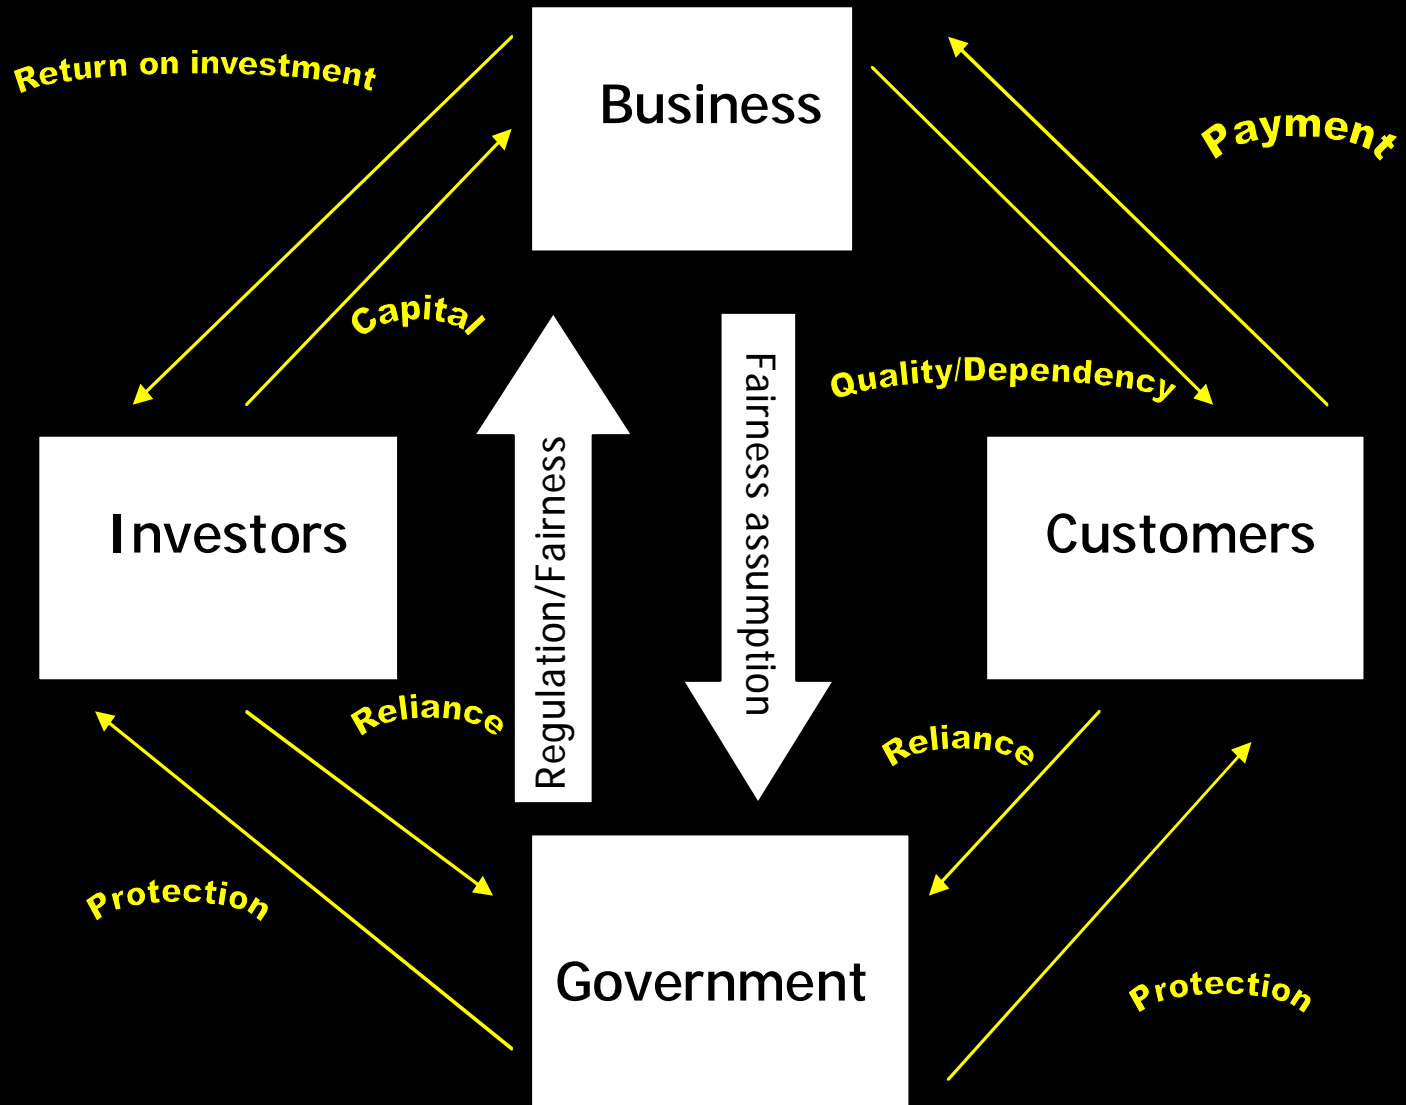 Return on investment
Business
Payment
Capital
Quality/Dependency
Regulation/Fairness
Fairness assumption
Investors
Customers
Reliance
Reliance
Protection
Government
Protection